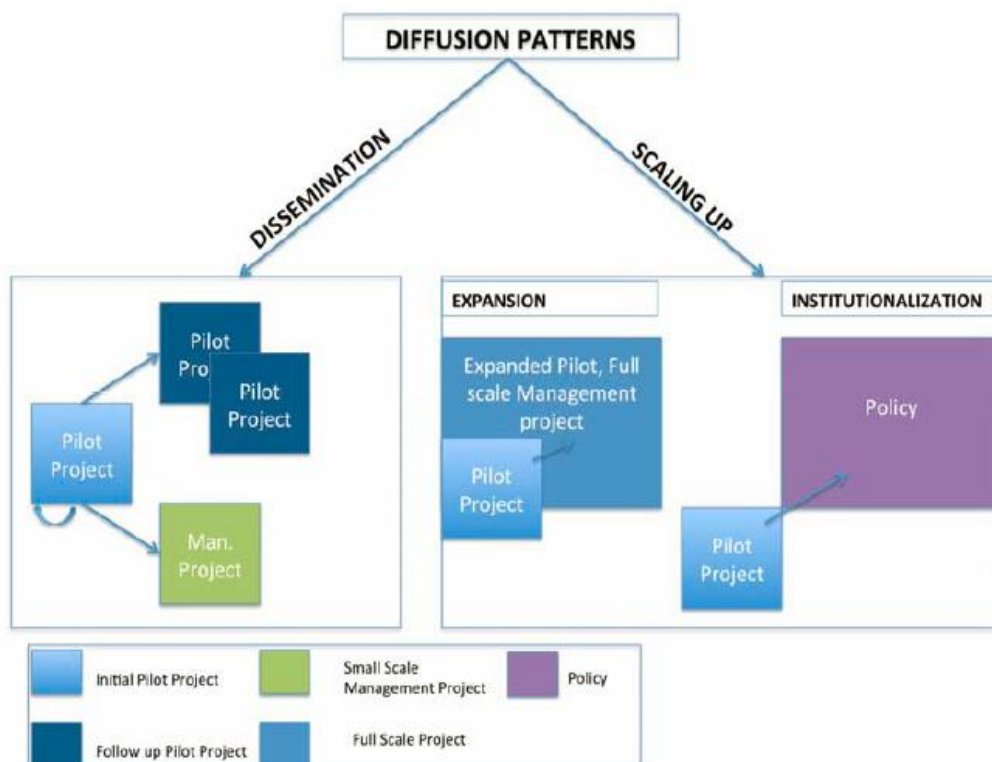 DIFFUSION PATTERNS
DISSEMINATION
SCALING UP
Pilot
Project
Pilot
Project
Pilot
Project
Man.
Project
EXPANSION
INSTITUTIONALIZATION
Expanded Pilot, Full
scale Management
project
Pilot
Project
Policy
Pilot
Project
Initial Pilot Project
Small Scale
Management Project
Policy
Follow up Pilot Project
Full Scale Project